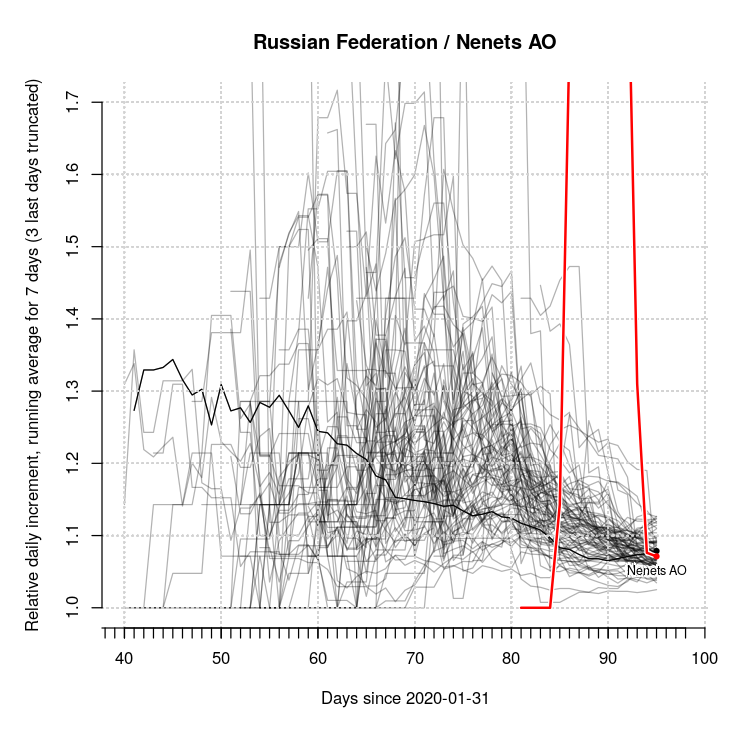 Russian Federation / Nenets AO
Relative daily increment, running average for 7 days (3 last days truncated)
1.7
1.6
1.5
1.4
1.3
1.2
1.1
1.0
Nenets AO
40 50 60 70 80 90 100
Days since 2020-01-31